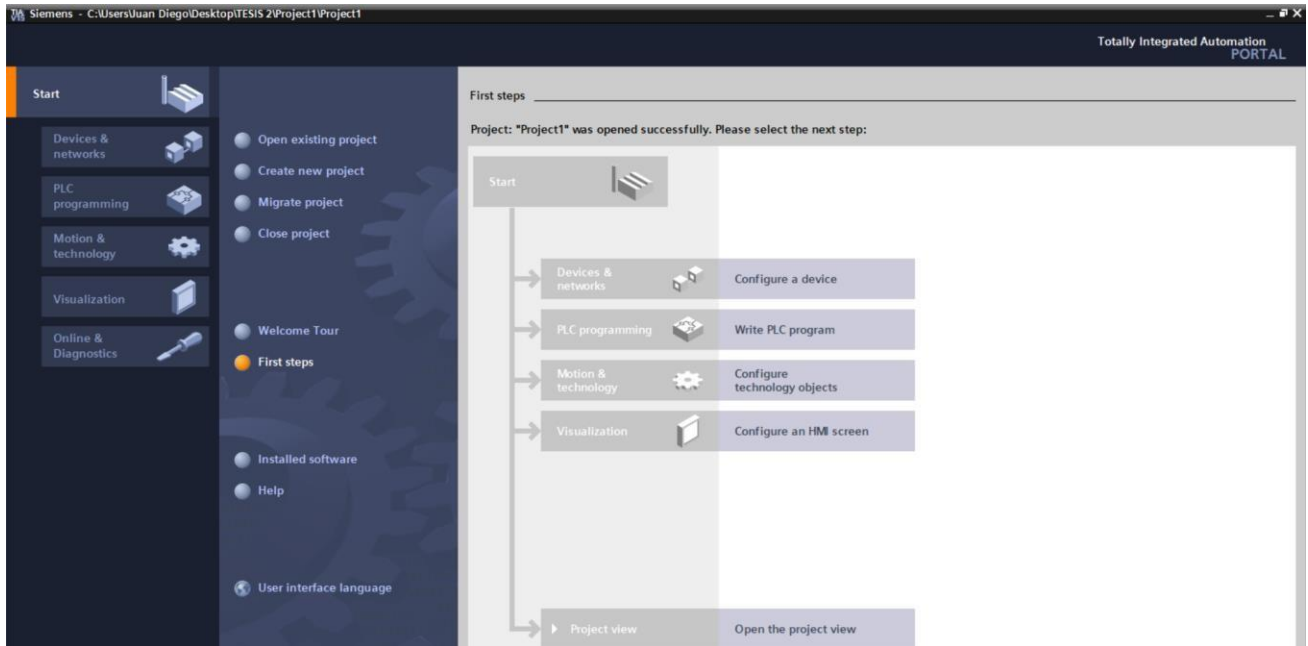 Siemens - C:\Users\Juan Diego\Desktop\TESIS 2\Project1\Project1
Totally Integrated Automation
PORTAL
Start
Devices &
networks
PLC
programming
Motion &
technology
Visualization
Online &
Diagnostics
Open existing project
Create new project
Migrate project
Close project
Welcome Tour
First steps
Installed software
Help
User interface language
First steps
Project: "Project1" was opened successfully. Please select the next step:
Start
Devices &
networks
Configure a device
PLC programming
Write PLC program
Motion &
technology
Configure
technology objects
Visualization
Configure an HMI screen
Project view
Open the project view